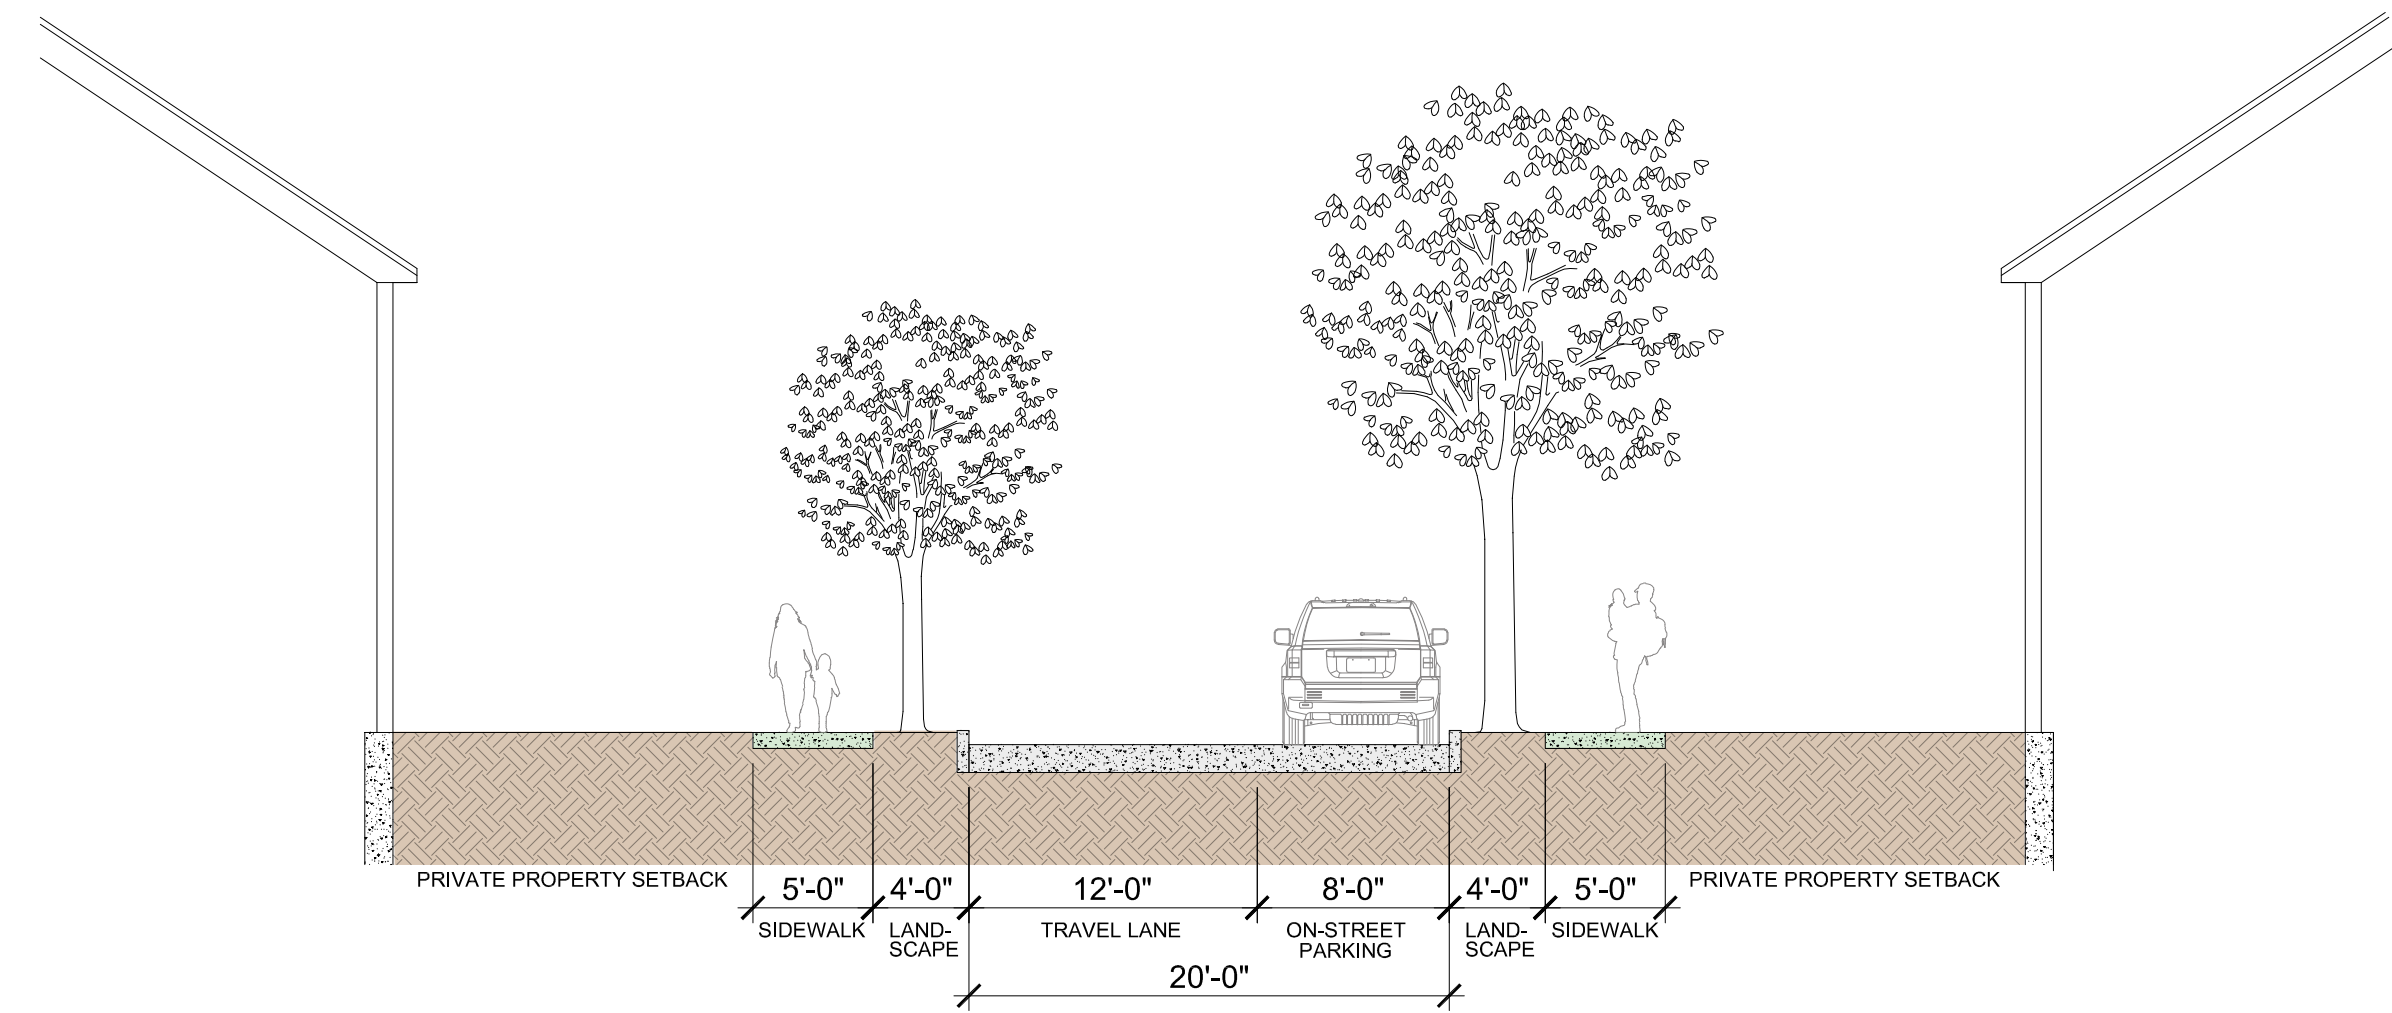 PRIVATE PROPERTY SETBACK
5'-0"
4'-0"
12'-0"
8'-0"
4'-0"
5'-0"
PRIVATE PROPERTY SETBACK
SIDEWALK
LAND-
SCAPE
TRAVEL LANE
ON-STREET
PARKING
LAND-
SCAPE
SIDEWALK
20'-0"